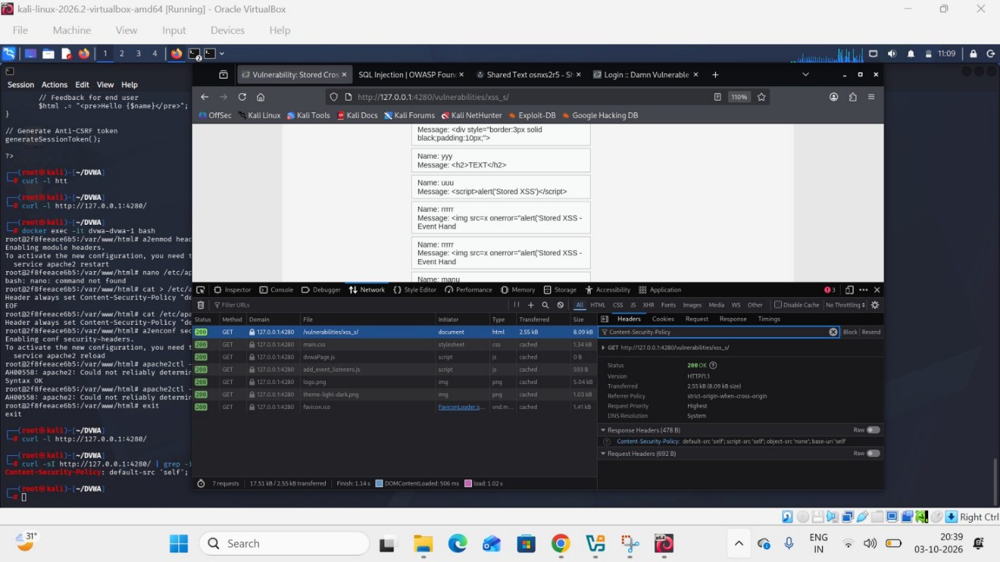 kali-linux-2026.2-virtualbox-amd64 [Running] - Oracle VirtualBox
File Machine View Input Devices Help
1 2 3 4 2 11:09
Session Actions Edit View Help
// Feedback for end user
$html .= "<pre>Hello {$name}</pre>";
}
// Generate Anti-CSRF token
generateSessionToken();
?>
┌──(root㉿kali)-[~/DVWA]
└─# curl -l htt
┌──(root㉿kali)-[~/DVWA]
└─# curl -l http://127.0.0.1:4280/
┌──(root㉿kali)-[~/DVWA]
└─# docker exec -it dvwa-dvwa-1 bash
root@2f8feeace6b5:/var/www/html# a2enmod head
Enabling module headers.
To activate the new configuration, you need t
service apache2 restart
root@2f8feeace6b5:/var/www/html# nano /etc/ap
bash: nano: command not found
root@2f8feeace6b5:/var/www/html# cat > /etc/a
Header always set Content-Security-Policy "de
EOF
root@2f8feeace6b5:/var/www/html# cat /etc/apa
Header always set Content-Security-Policy "de
root@2f8feeace6b5:/var/www/html# a2enconf sec
Enabling conf security-headers.
To activate the new configuration, you need t
service apache2 reload
root@2f8feeace6b5:/var/www/html# apache2ctl -
AH00558: apache2: Could not reliably determin
Syntax OK
root@2f8feeace6b5:/var/www/html# apache2ctl -
AH00558: apache2: Could not reliably determin
root@2f8feeace6b5:/var/www/html# exit
exit
┌──(root㉿kali)-[~/DVWA]
└─# curl -l http://127.0.0.1:4280/
┌──(root㉿kali)-[~/DVWA]
└─# curl -sI http://127.0.0.1:4280/ | grep -i
Content-Security-Policy: default-src 'self';
┌──(root㉿kali)-[~/DVWA]
└─#
Vulnerability: Stored Cros SQL Injection | OWASP Foun Shared Text osnxs2r5 - Sh Login :: Damn Vulnerable
http://127.0.0.1:4280/vulnerabilities/xss_s/ 110%
OffSec Kali Linux Kali Tools Kali Docs Kali Forums Kali NetHunter Exploit-DB Google Hacking DB
Message: <div style="border:3px solid
black;padding:10px;">
Name: yyy
Message: <h2>TEXT</h2>
Name: uuu
Message: <script>alert('Stored XSS')</script>
Name: rrrrr
Message: <img src=x onerror="alert('Stored XSS -
Event Hand
Name: rrrrr
Message: <img src=x onerror="alert('Stored XSS -
Event Hand
Name: manu
Inspector Console Debugger Network Style Editor Performance Memory Storage Accessibility Application 3
Filter URLs All HTML CSS JS XHR Fonts Images Media WS Other Disable Cache No Throttling
Status Method Domain File Initiator Type Transferred Size
200 GET 127.0.0.1:4280 /vulnerabilities/xss_s/ document html 2.55 kB 8.09 kB
200 GET 127.0.0.1:4280 main.css stylesheet css cached 1.34 kB
200 GET 127.0.0.1:4280 dvwaPage.js script js cached 0 B
200 GET 127.0.0.1:4280 add_event_listeners.js script js cached 593 B
200 GET 127.0.0.1:4280 logo.png img png cached 5.04 kB
200 GET 127.0.0.1:4280 theme-light-dark.png img png cached 1.03 kB
200 GET 127.0.0.1:4280 favicon.ico FaviconLoader.s... vnd.m... cached 1.41 kB
7 requests 17.51 kB / 2.55 kB transferred Finish: 1.14 s DOMContentLoaded: 506 ms load: 1.02 s
Headers Cookies Request Response Timings
Content-Security-Policy Block Resend
GET http://127.0.0.1:4280/vulnerabilities/xss_s/
Status 200 OK
Version HTTP/1.1
Transferred 2.55 kB (8.09 kB size)
Referrer Policy strict-origin-when-cross-origin
Request Priority Highest
DNS Resolution System
Response Headers (478 B) Raw
Content-Security-Policy: default-src 'self'; script-src 'self'; object-src 'none'; base-uri 'self'
Request Headers (692 B) Raw
Right Ctrl
31° Search ENG IN 20:39
03-10-2026